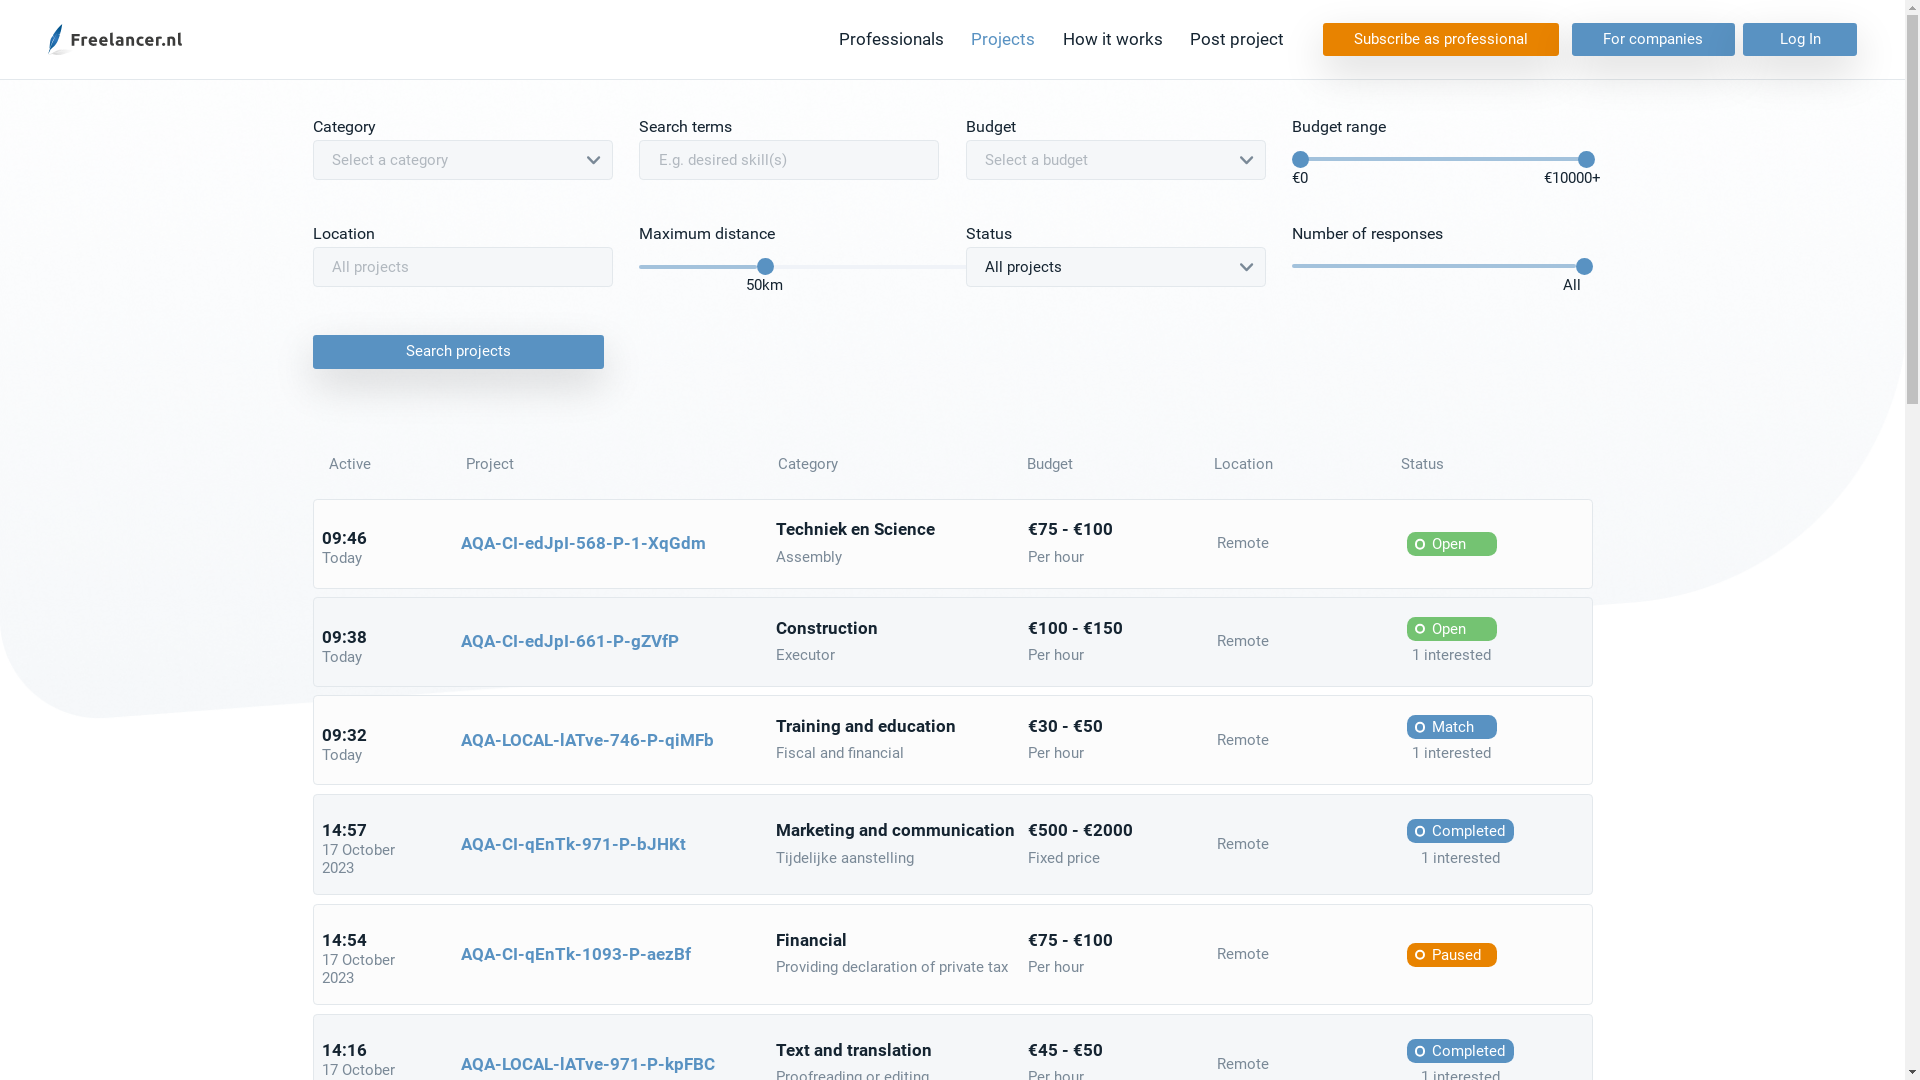 Freelancer.nl
Professionals
Projects
How it works
Post project
Subscribe as professional
For companies
Log In
Category
Search terms
Budget
Budget range
Select a category
E.g. desired skill(s)
Select a budget
€0
€10000+
Location
Maximum distance
Status
Number of responses
All projects
50km
All projects
All
Search projects
Active
Project
Category
Budget
Location
Status
09:46
Today
AQA-CI-edJpI-568-P-1-XqGdm
Techniek en Science
Assembly
€75 - €100
Per hour
Remote
Open
09:38
Today
AQA-CI-edJpI-661-P-gZVfP
Construction
Executor
€100 - €150
Per hour
Remote
Open
1 interested
09:32
Today
AQA-LOCAL-lATve-746-P-qiMFb
Training and education
Fiscal and financial
€30 - €50
Per hour
Remote
Match
1 interested
14:57
17 October
2023
AQA-CI-qEnTk-971-P-bJHKt
Marketing and communication
Tijdelijke aanstelling
€500 - €2000
Fixed price
Remote
Completed
1 interested
14:54
17 October
2023
AQA-CI-qEnTk-1093-P-aezBf
Financial
Providing declaration of private tax
€75 - €100
Per hour
Remote
Paused
14:16
17 October
AQA-LOCAL-lATve-971-P-kpFBC
Text and translation
Proofreading or editing
€45 - €50
Per hour
Remote
Completed
1 interested